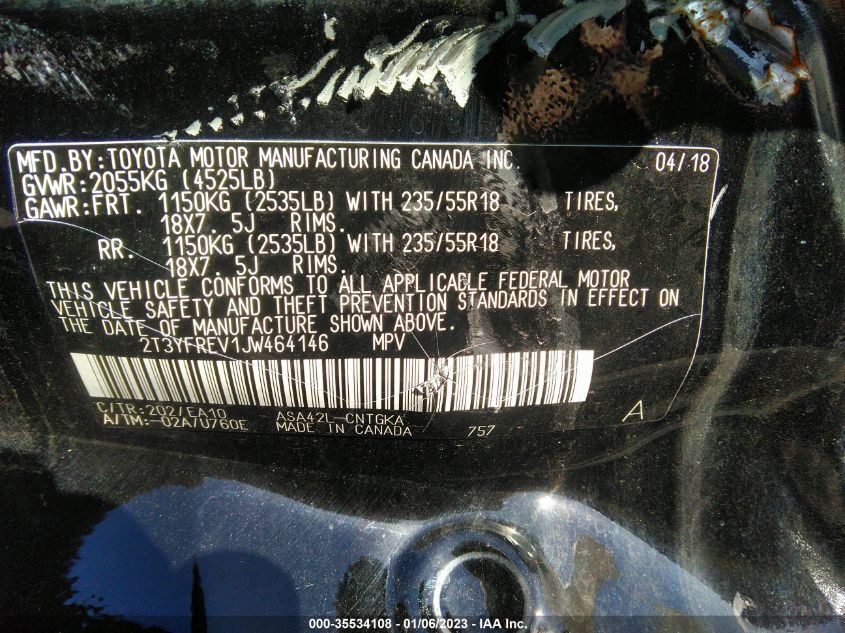 MFD.BY:TOYOTA MOTOR MANUFACTURING CANADA INC. 04/18
GVWR:2055KG (4525LB)
GAWR:FRT. 1150KG (2535LB) WITH 235/55R18 TIRES,
18X7. 5J RIMS.
RR. 1150KG (2535LB) WITH 235/55R18 TIRES,
18X7. 5J RIMS.
THIS VEHICLE CONFORMS TO ALL APPLICABLE FEDERAL MOTOR
VEHICLE SAFETY AND THEFT PREVENTION STANDARDS IN EFFECT ON
THE DATE OF MANUFACTURE SHOWN ABOVE.
2T3YFREV1JW464146 MPV
C/TR:202/EA10 ASA42L-CNTGKA A
A/TM:-02A/U760E MADE IN CANADA 757
000-35534108 - 01/06/2023 - IAA Inc.